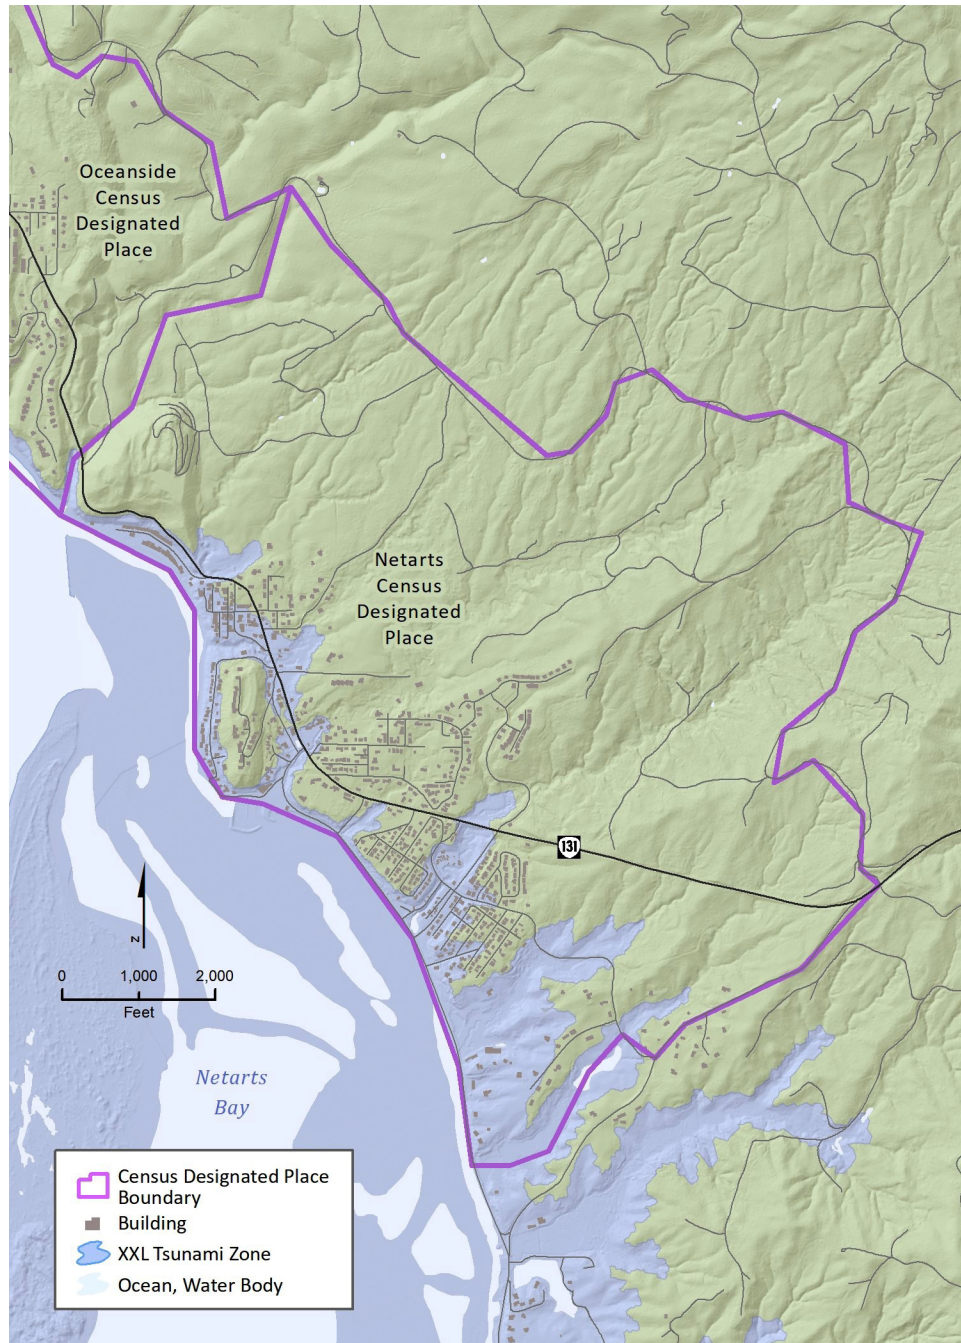 Oceanside
Census
Designated
Place
Netarts
Census
Designated
Place
131
N
0 1,000 2,000
Feet
Netarts
Bay
Census Designated Place
Boundary
Building
XXL Tsunami Zone
Ocean, Water Body